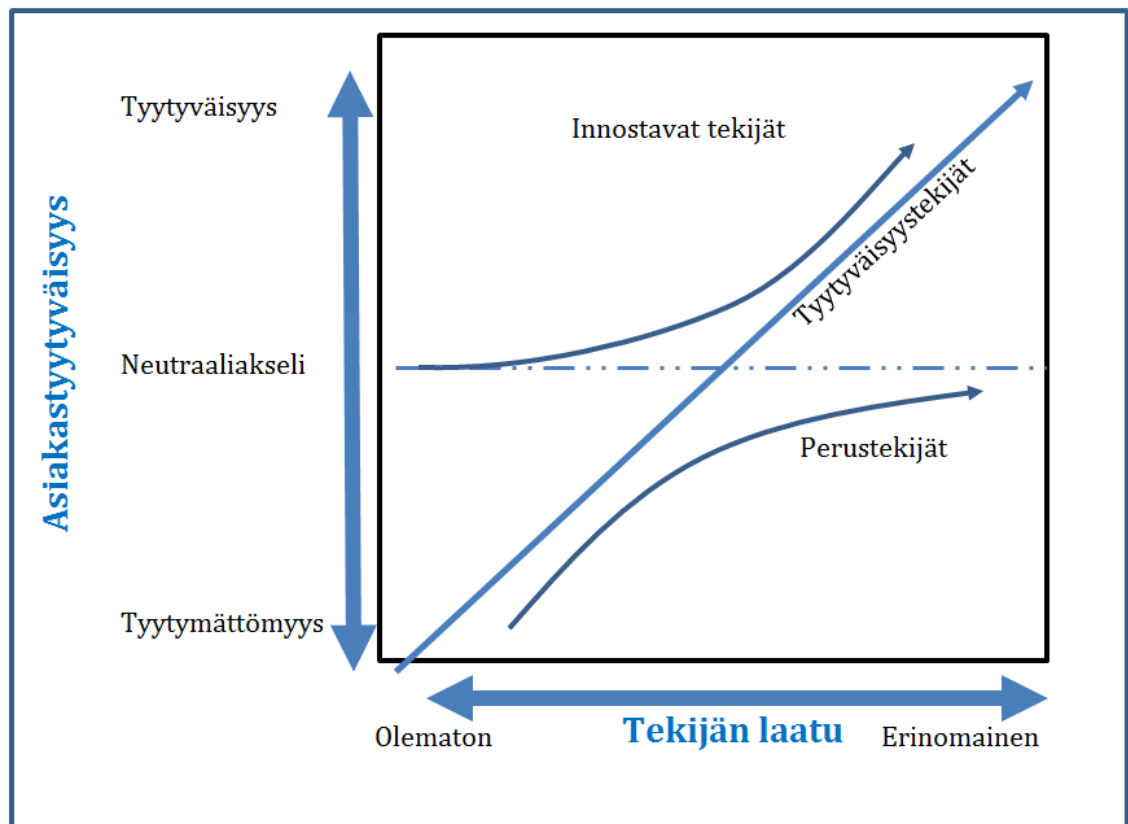 Tyytyväisyys
Innostavat tekijät
Tyytyväisyystekijät
Asiakastyytyväisyys
Neutraaliakseli
Perustekijät
Tyytymättömyys
Olematon
Tekijän laatu
Erinomainen